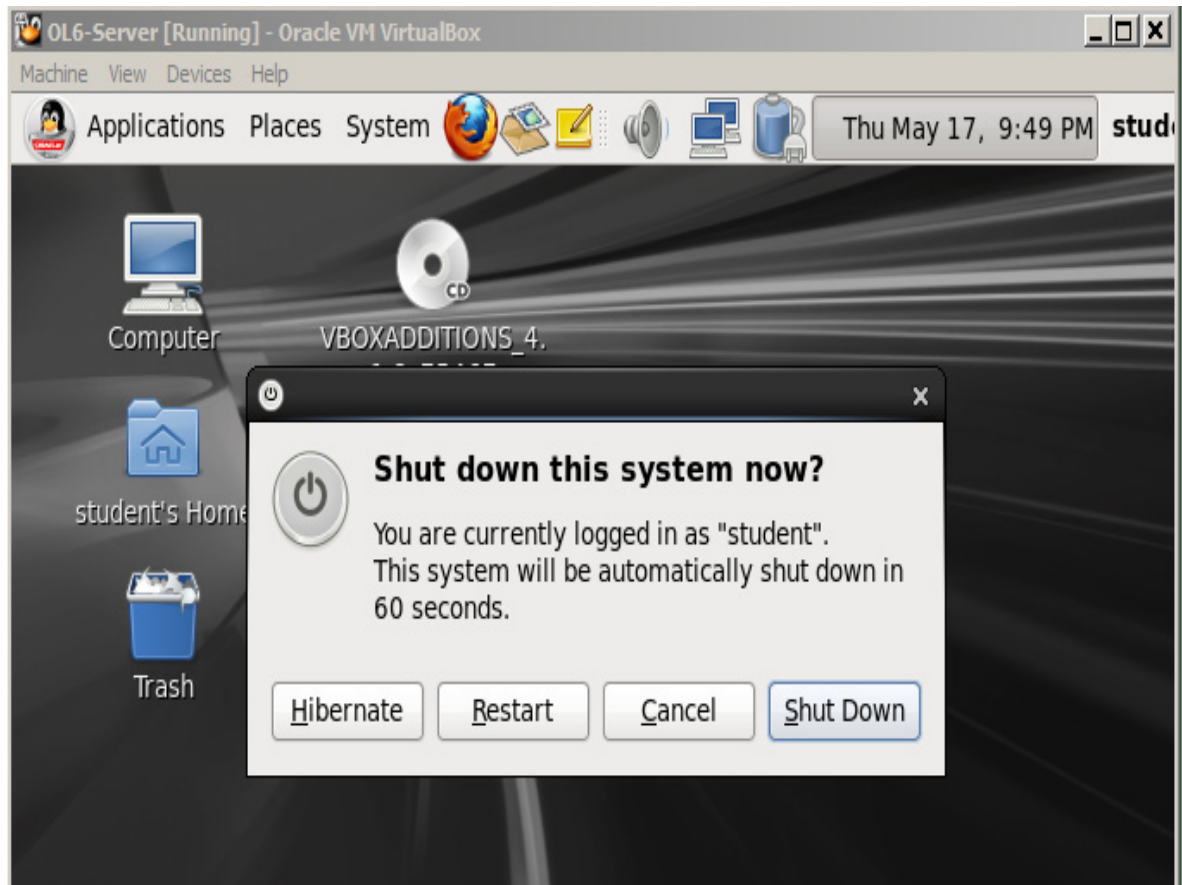 OL6-Server [Running] - Oracle VM VirtualBox
Machine View Devices Help
Applications Places System Thu May 17, 9:49 PM stud
Computer
CD
VBOXADDITIONS_4.
student's Home
Trash
Shut down this system now?
You are currently logged in as "student".
This system will be automatically shut down in
60 seconds.
Hibernate Restart Cancel Shut Down